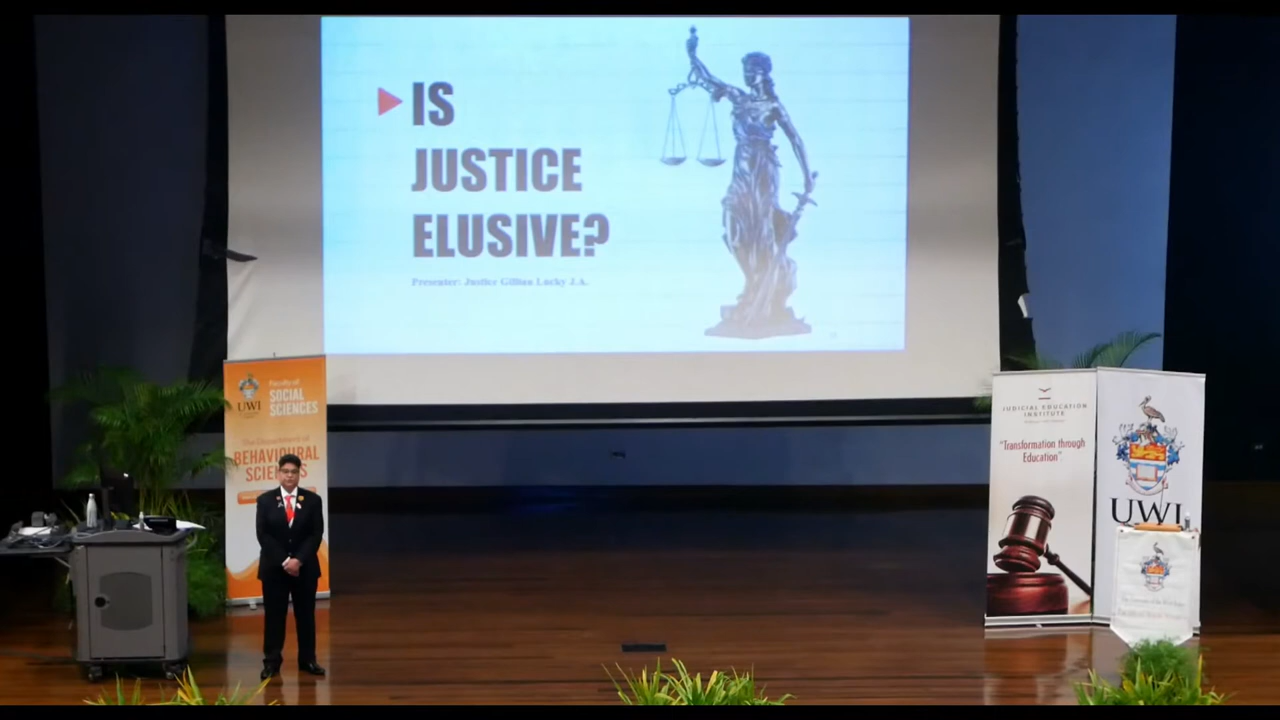 IS
JUSTICE
ELUSIVE?
Presenter: Justice Gillian Lucky J.A.
Faculty of
SOCIAL
SCIENCES
UWI
The Department of
BEHAVIOURAL
JUDICIAL EDUCATION
INSTITUTE
"Transformation through
Education"
UWI